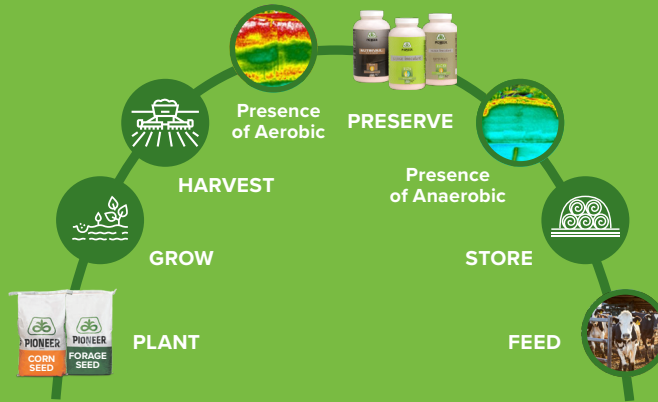 Presence
of Aerobic
PRESERVE
Presence
of Anaerobic
HARVEST
GROW
STORE
PIONEER
CORN
SEED
PIONEER
FORAGE
SEED
PLANT
FEED